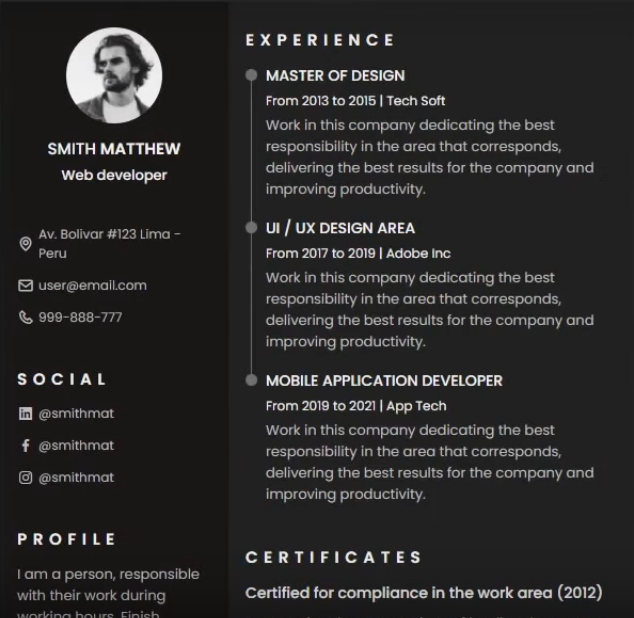 SMITH MATTHEW
Web developer
Av. Bolivar #123 Lima -
Peru
user@email.com
999-888-777
SOCIAL
@smithmat
@smithmat
@smithmat
PROFILE
I am a person, responsible
with their work during
working hours. Finish
EXPERIENCE
MASTER OF DESIGN
From 2013 to 2015 | Tech Soft
Work in this company dedicating the best
responsibility in the area that corresponds,
delivering the best results for the company and
improving productivity.
UI / UX DESIGN AREA
From 2017 to 2019 | Adobe Inc
Work in this company dedicating the best
responsibility in the area that corresponds,
delivering the best results for the company and
improving productivity.
MOBILE APPLICATION DEVELOPER
From 2019 to 2021 | App Tech
Work in this company dedicating the best
responsibility in the area that corresponds,
delivering the best results for the company and
improving productivity.
CERTIFICATES
Certified for compliance in the work area (2012)